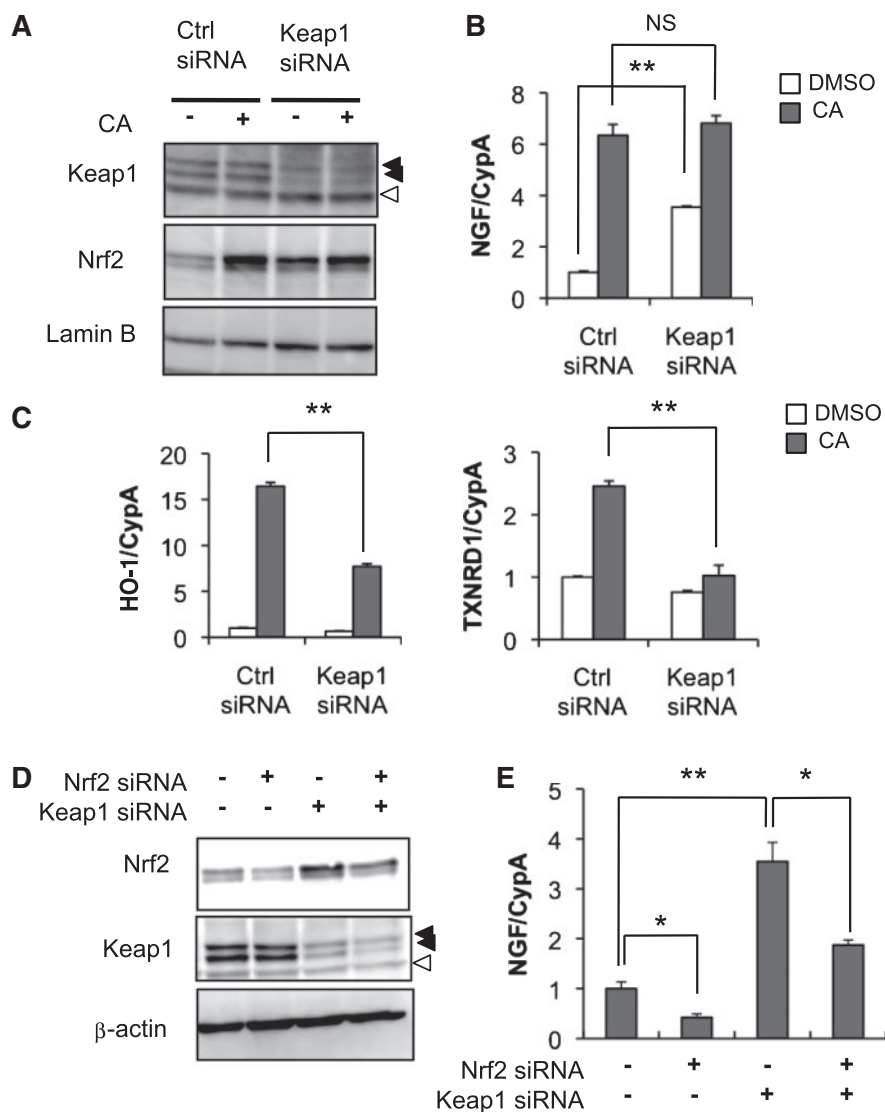 A
Ctrl siRNA
Keap1 siRNA
CA
- + - +
Keap1
Nrf2
Lamin B
B
NS
**
DMSO
CA
NGF/CypA
8
6
4
2
0
Ctrl siRNA
Keap1 siRNA
C
**
HO-1/CypA
20
15
10
5
0
Ctrl siRNA
Keap1 siRNA
**
DMSO
CA
TXNRD1/CypA
3
2
1
0
Ctrl siRNA
Keap1 siRNA
D
Nrf2 siRNA - + - +
Keap1 siRNA - - + +
Nrf2
Keap1
β-actin
E
**
*
*
NGF/CypA
5
4
3
2
1
0
Nrf2 siRNA - + - +
Keap1 siRNA - - + +